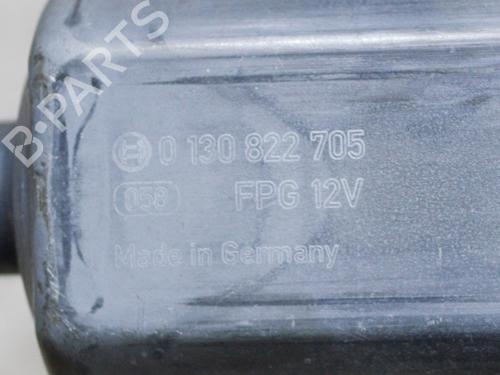 B-PARTS
0 130 822 705
058 FPG 12V
Made in Germany